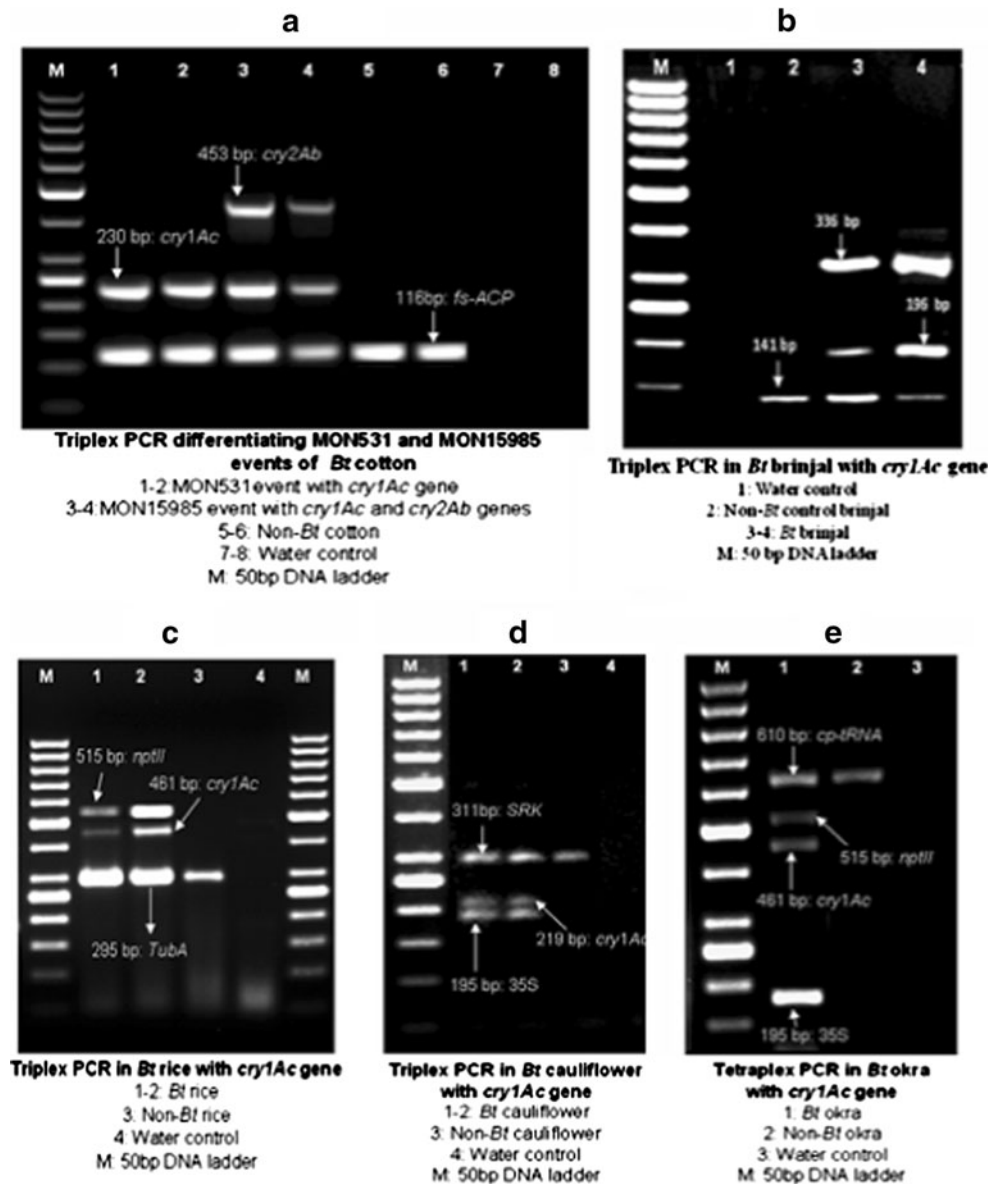 a
M 1 2 3 4 5 6 7 8
453 bp: cry2Ab
230 bp: cry1Ac
116bp: fs-ACP
Triplex PCR differentiating MON531 and MON15985
events of Bt cotton
1-2:MON531event with cry1Ac gene
3-4:MON15985 event with cry1Ac and cry2Ab genes
5-6: Non-Bt cotton
7-8: Water control
M: 50bp DNA ladder
b
M 1 2 3 4
336 bp
196 bp
141 bp
Triplex PCR in Bt brinjal with cry1Ac gene
1: Water control
2: Non-Bt control brinjal
3-4: Bt brinjal
M: 50 bp DNA ladder
c
M 1 2 3 4 M
515 bp: nptII
461 bp: cry1Ac
295 bp: TubA
Triplex PCR in Bt rice with cry1Ac gene
1-2: Bt rice
3. Non-Bt rice
4: Water control
M: 50bp DNA ladder
d
M 1 2 3 4
311bp: SRK
219 bp: cry1Ac
195 bp: 35S
Triplex PCR in Bt cauliflower
with cry1Ac gene
1-2: Bt cauliflower
3: Non-Bt cauliflower
4: Water control
M: 50bp DNA ladder
e
M 1 2 3
610 bp: cp-tRNA
515 bp: nptII
461 bp: cry1Ac
195 bp: 35S
Tetraplex PCR in Bt okra
with cry1Ac gene
1: Bt okra
2: Non-Bt okra
3: Water control
M: 50bp DNA ladder